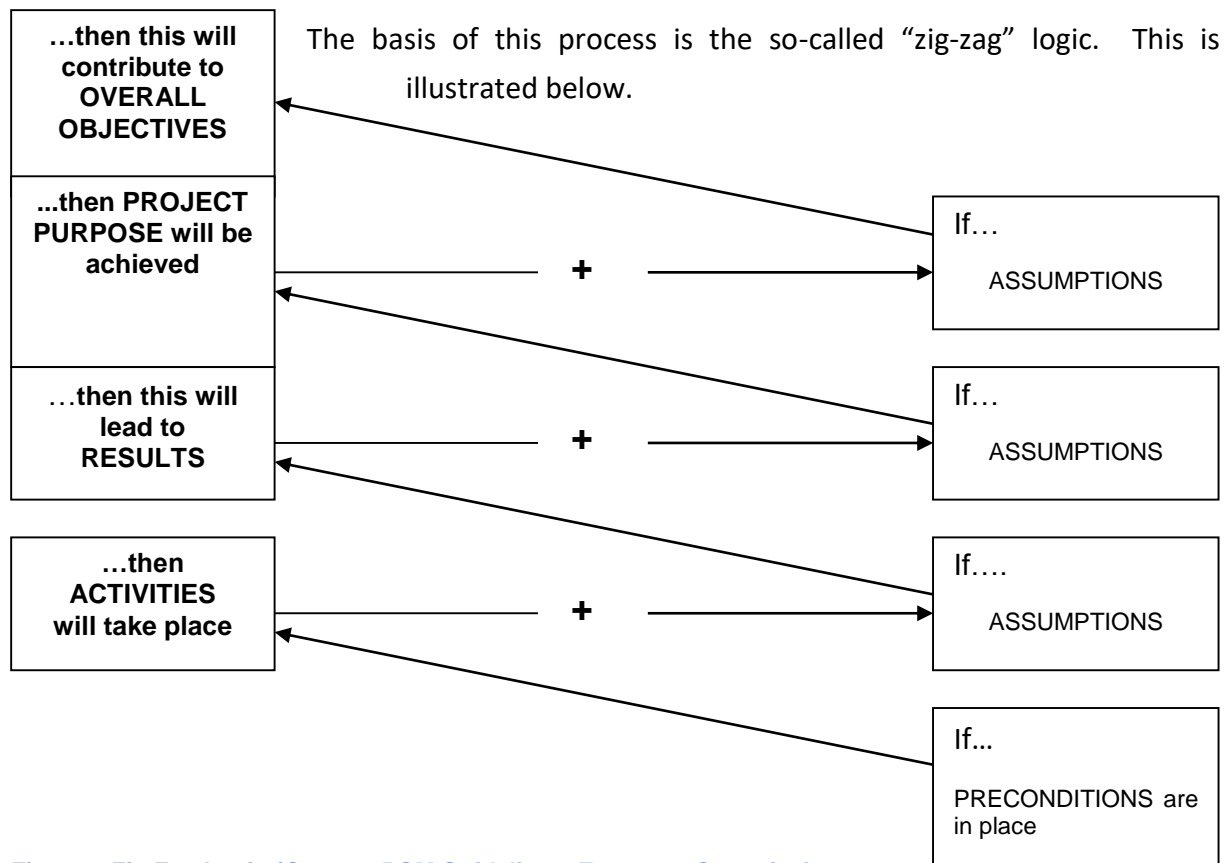 …then this will
contribute to
OVERALL
OBJECTIVES
The basis of this process is the so-called “zig-zag” logic. This is
illustrated below.
...then PROJECT
PURPOSE will be
achieved
+
If…
ASSUMPTIONS
…then this will
lead to
RESULTS
+
If…
ASSUMPTIONS
…then
ACTIVITIES
will take place
+
If….
ASSUMPTIONS
If…
PRECONDITIONS are
in place